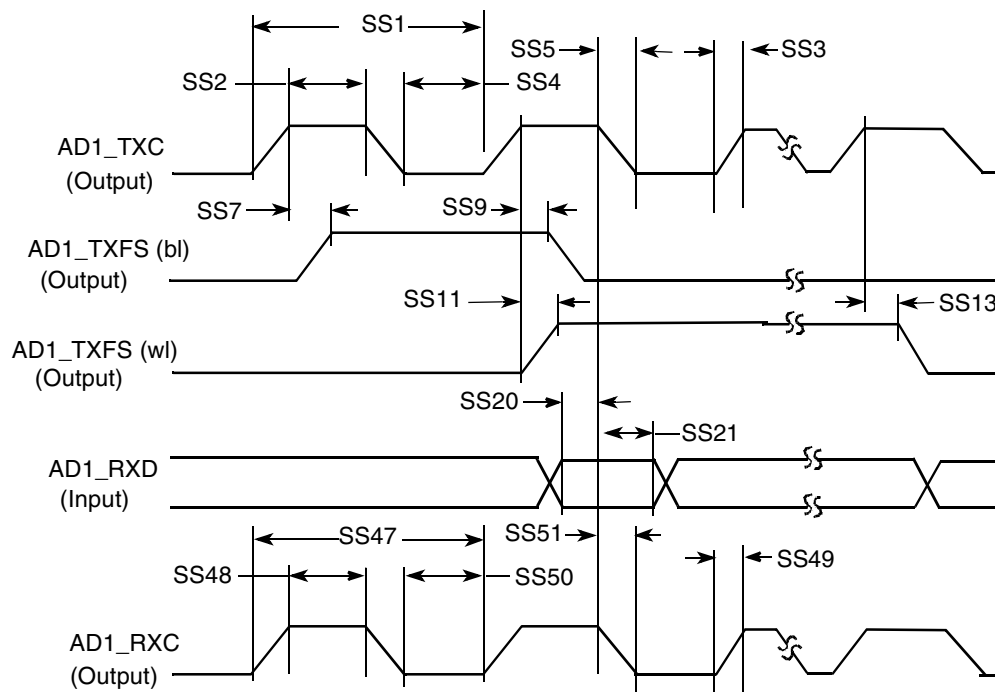 SS1
SS5
SS3
SS2
SS4
AD1_TXC
(Output)
SS7
SS9
AD1_TXFS (bl)
(Output)
SS11
SS13
AD1_TXFS (wl)
(Output)
SS20
SS21
AD1_RXD
(Input)
SS47
SS51
SS49
SS48
SS50
AD1_RXC
(Output)